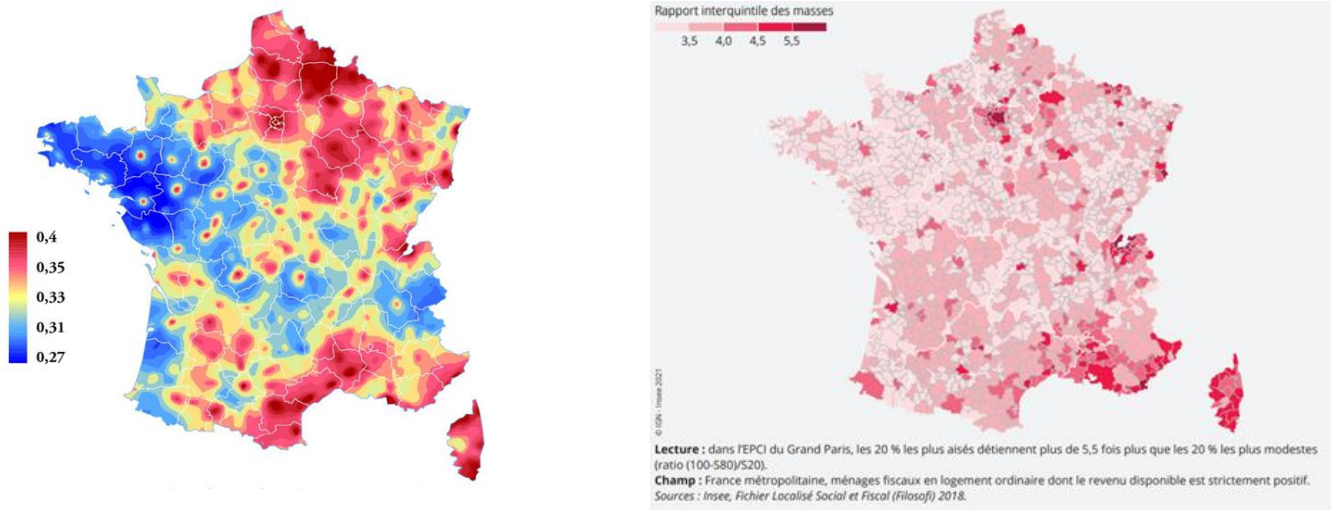 0,4
0,35
0,33
0,31
0,27
Rapport interquintile des masses
3,5 4,0 4,5 5,5
© IGN - Insee 2021
Lecture : dans l'EPCI du Grand Paris, les 20 % les plus aisés détiennent plus de 5,5 fois plus que les 20 % les plus modestes
(ratio (100-S80)/S20).
Champ : France métropolitaine, ménages fiscaux en logement ordinaire dont le revenu disponible est strictement positif.
Sources : Insee, Fichier Localisé Social et Fiscal (Filosofi) 2018.